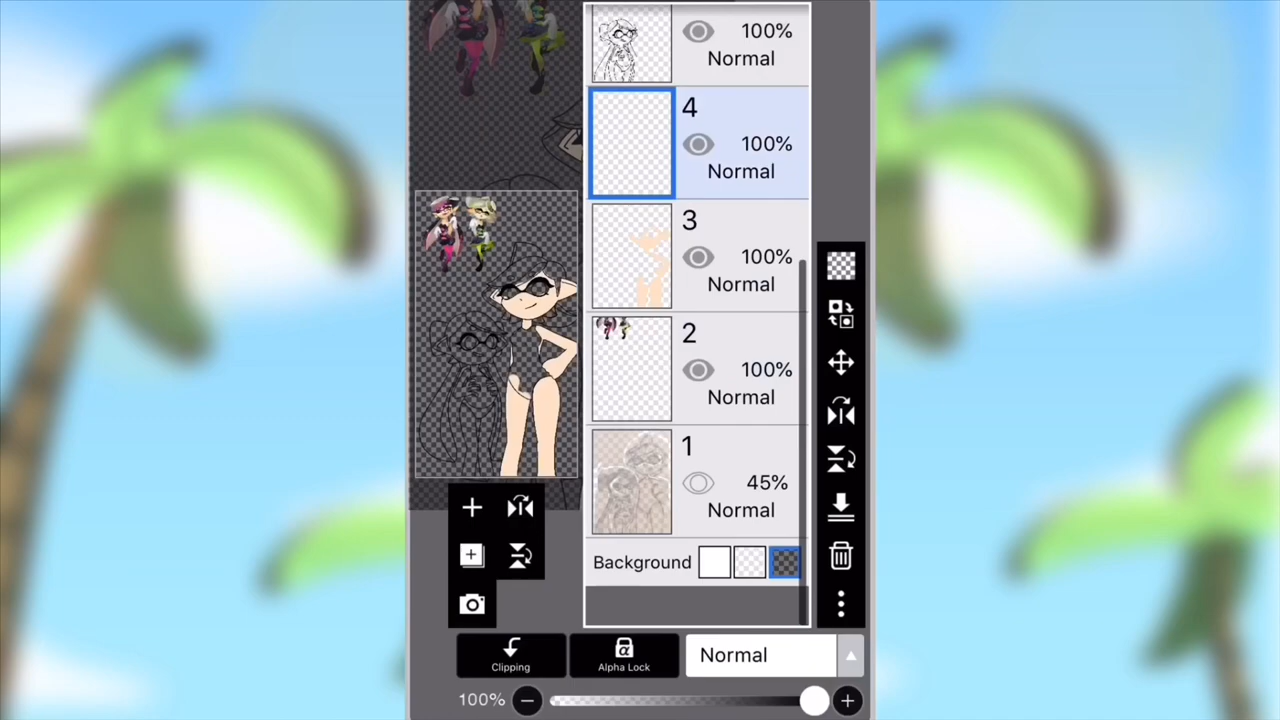 100%
Normal
4
100%
Normal
3
100%
Normal
2
100%
Normal
1
45%
Normal
Background
Clipping
α
Alpha Lock
Normal
100%